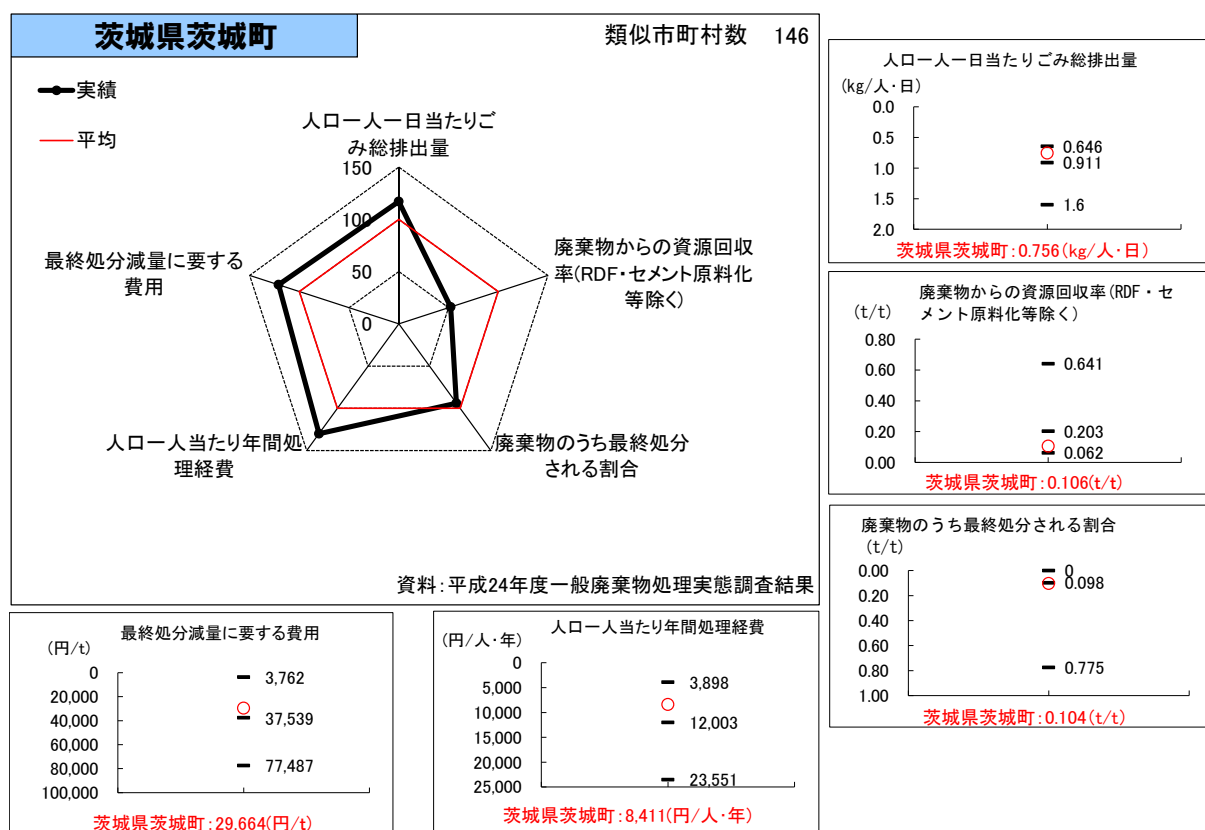 茨城県茨城町
類似市町村数 146
実績
平均
人口一人一日当たりご
み総排出量
150
100
50
0
廃棄物からの資源回収
率(RDF・セメント原料化
等除く)
廃棄物のうち最終処分
される割合
人口一人当たり年間処
理経費
最終処分減量に要する
費用
資料:平成24年度一般廃棄物処理実態調査結果
人口一人一日当たりごみ総排出量
(kg/人・日)
0.0
0.5
1.0
1.5
2.0
0.646
0.911
1.6
茨城県茨城町:0.756(kg/人・日)
廃棄物からの資源回収率(RDF・セ
メント原料化等除く)
(t/t)
0.80
0.60
0.40
0.20
0.00
0.641
0.203
0.062
茨城県茨城町:0.106(t/t)
廃棄物のうち最終処分される割合
(t/t)
0.00
0.20
0.40
0.60
0.80
1.00
0
0.098
0.775
茨城県茨城町:0.104(t/t)
最終処分減量に要する費用
(円/t)
0
20,000
40,000
60,000
80,000
100,000
3,762
37,539
77,487
茨城県茨城町:29,664(円/t)
人口一人当たり年間処理経費
(円/人・年)
0
5,000
10,000
15,000
20,000
25,000
3,898
12,003
23,551
茨城県茨城町:8,411(円/人・年)